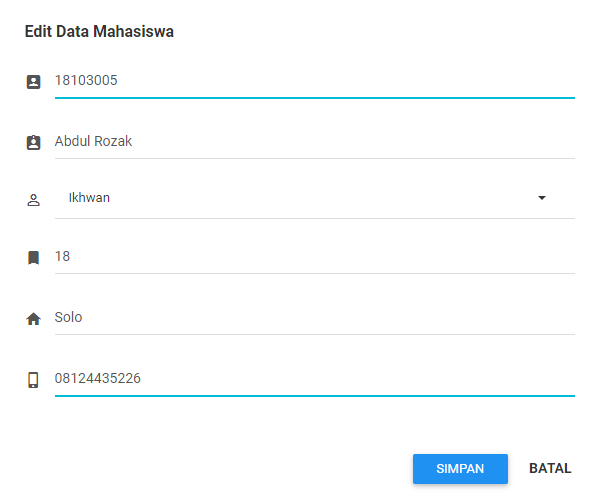 Edit Data Mahasiswa
18103005
Abdul Rozak
Ikhwan
18
Solo
08124435226
SIMPAN BATAL